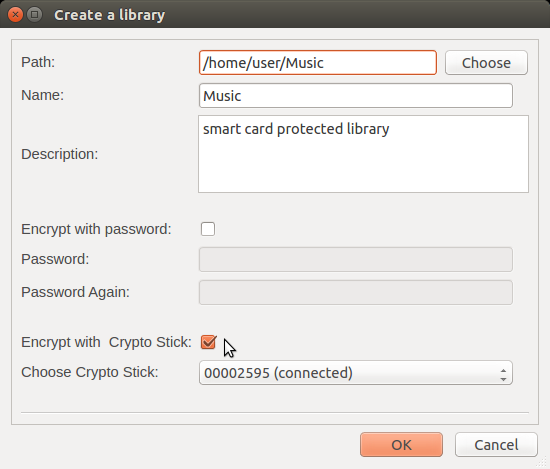 Create a library
Path: /home/user/Music Choose
Name: Music
Description: smart card protected library
Encrypt with password:
Password:
Password Again:
Encrypt with  Crypto Stick:
Choose Crypto Stick: 00002595 (connected)
OK Cancel